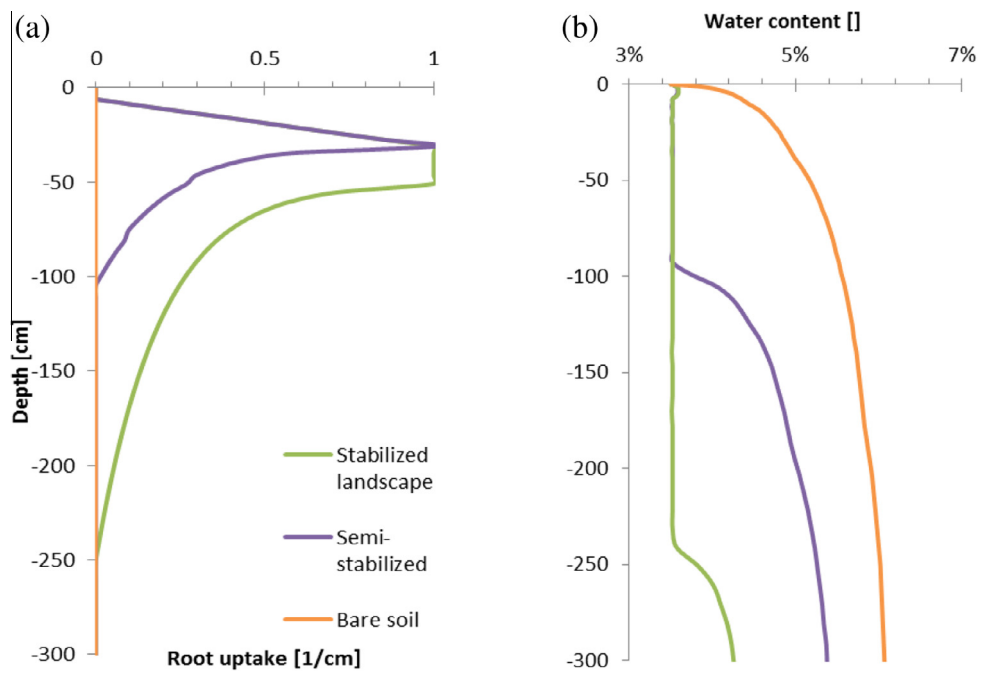 (a)
0 0.5 1
0
-50
-100
-150
-200
-250
-300
Depth [cm]
Stabilized
landscape
Semi-
stabilized
Bare soil
Root uptake [1/cm]
(b)
Water content []
3% 5% 7%
0
-50
-100
-150
-200
-250
-300